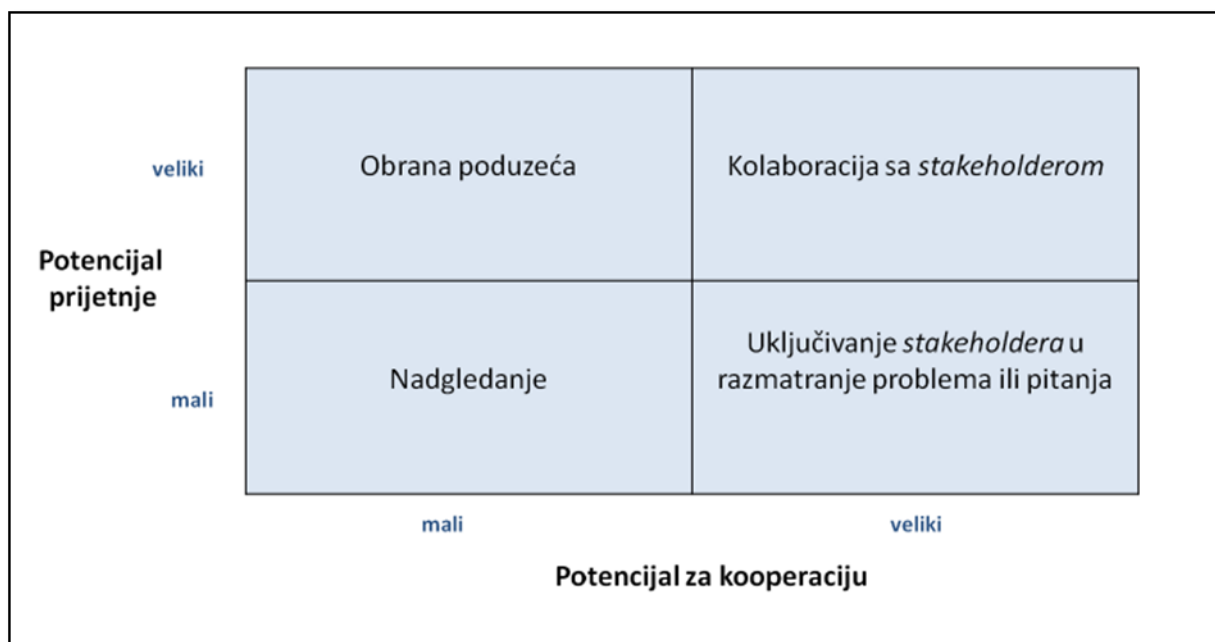 veliki
Obrana poduzeća
Kolaboracija sa stakeholderom
Potencijal
prijetnje
mali
Nadgledanje
Uključivanje stakeholdera u
razmatranje problema ili pitanja
mali
veliki
Potencijal za kooperaciju